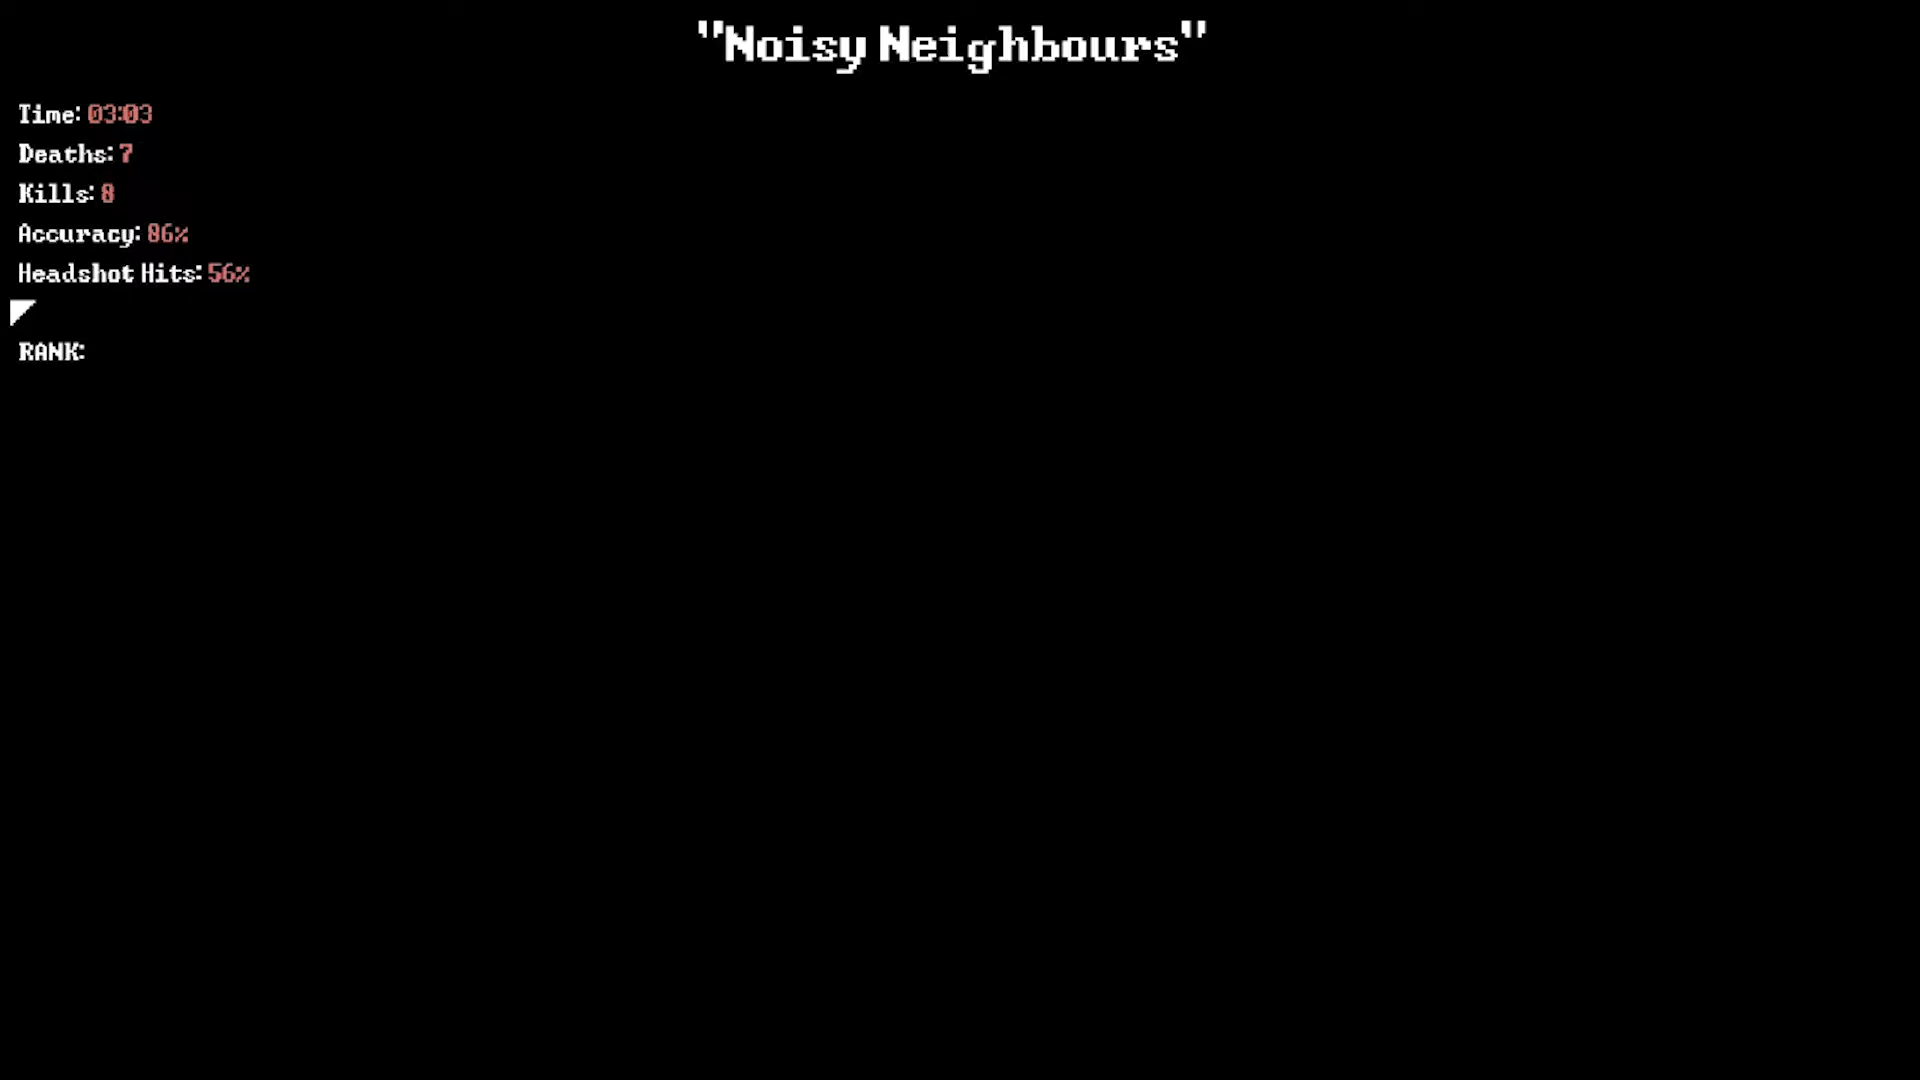 "Noisy Neighbours"
Time: 03:03
Deaths: 7
Kills: 8
Accuracy: 86%
Headshot Hits: 56%
RANK: